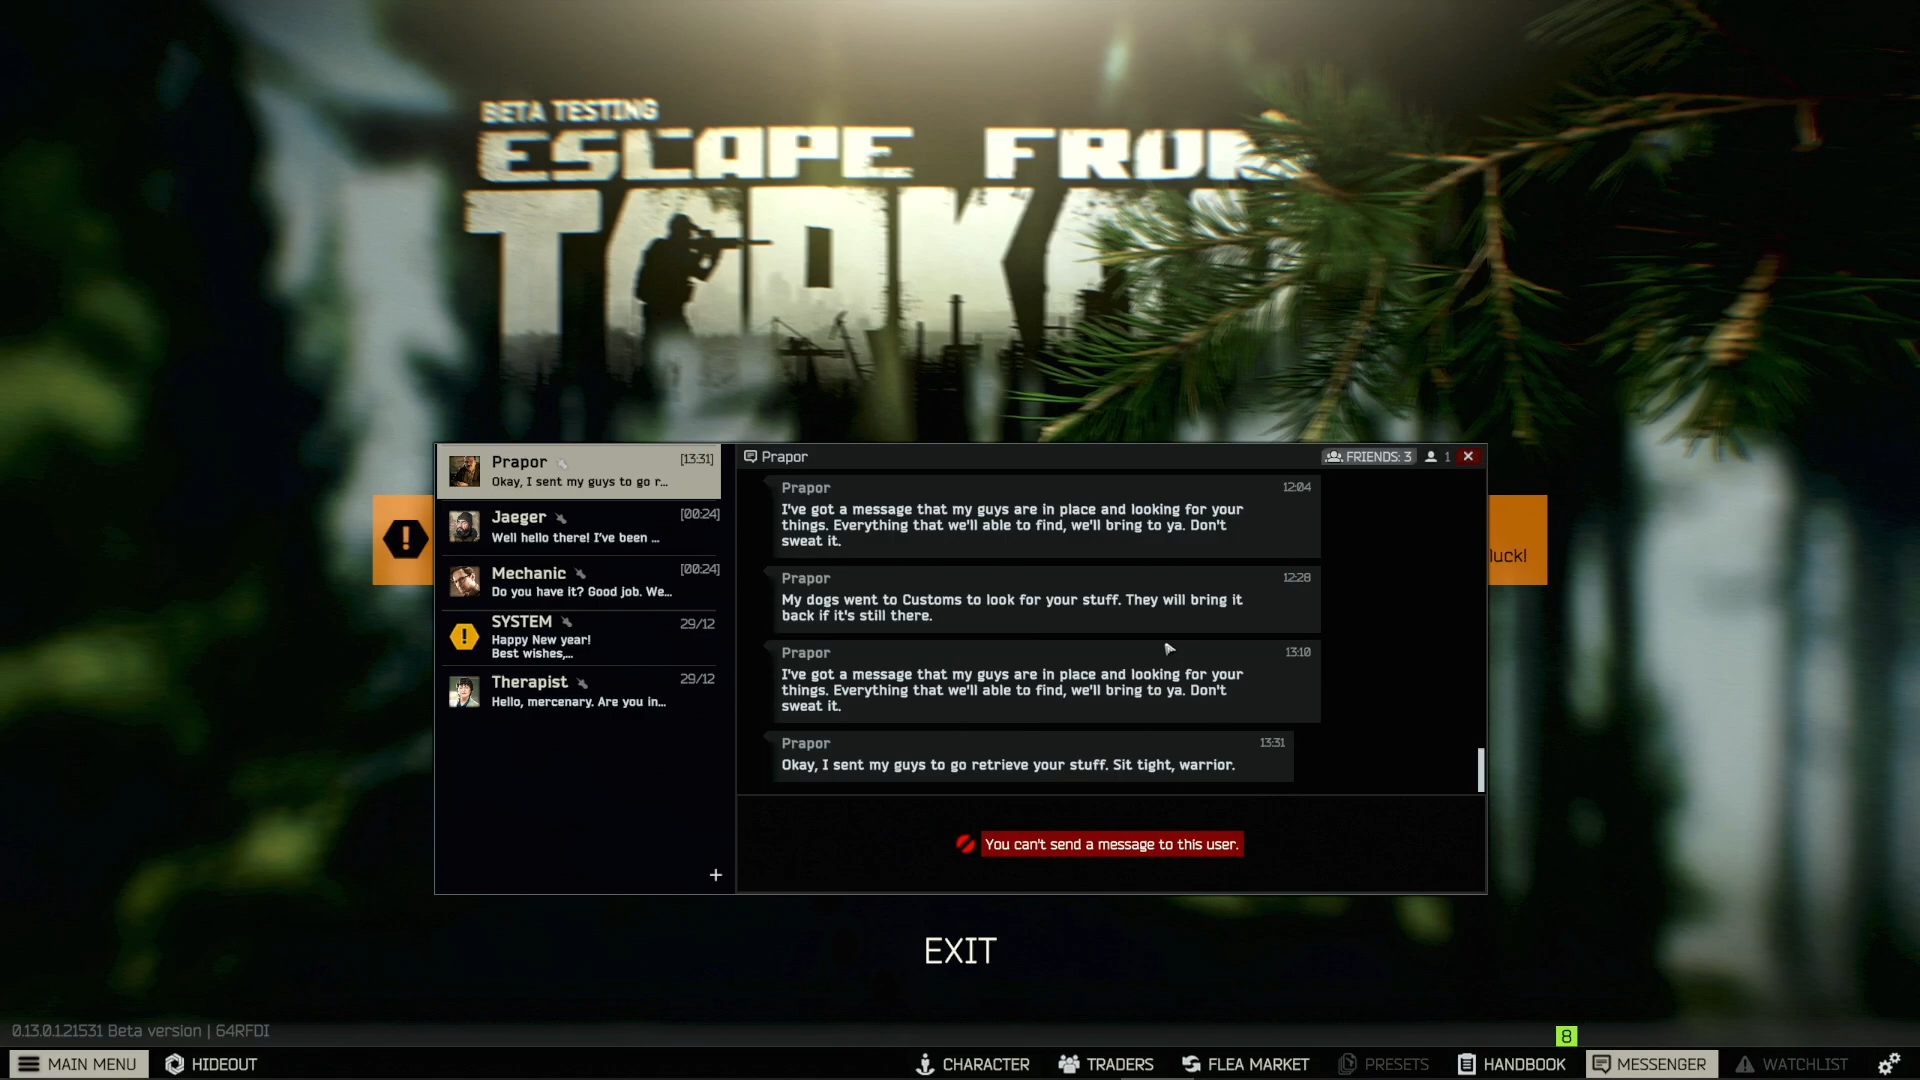 BETA TESTING
ESCAPE FROM
Prapor
[13:31]
Okay, I sent my guys to go r...
Jaeger
[00:24]
Well hello there! I've been ...
Mechanic
[00:24]
Do you have it? Good job. We...
SYSTEM
29/12
Happy New year!
Best wishes,...
Therapist
29/12
Hello, mercenary. Are you in...
+
Prapor
FRIENDS: 3
1
Prapor
12:04
I've got a message that my guys are in place and looking for your
things. Everything that we'll able to find, we'll bring to ya. Don't
sweat it.
Prapor
12:28
My dogs went to Customs to look for your stuff. They will bring it
back if it's still there.
Prapor
13:10
I've got a message that my guys are in place and looking for your
things. Everything that we'll able to find, we'll bring to ya. Don't
sweat it.
Prapor
13:31
Okay, I sent my guys to go retrieve your stuff. Sit tight, warrior.
You can't send a message to this user.
luck!
EXIT
0.13.0.1.21531 Beta version | 64RFDI
8
MAIN MENU
HIDEOUT
CHARACTER
TRADERS
FLEA MARKET
PRESETS
HANDBOOK
MESSENGER
WATCHLIST